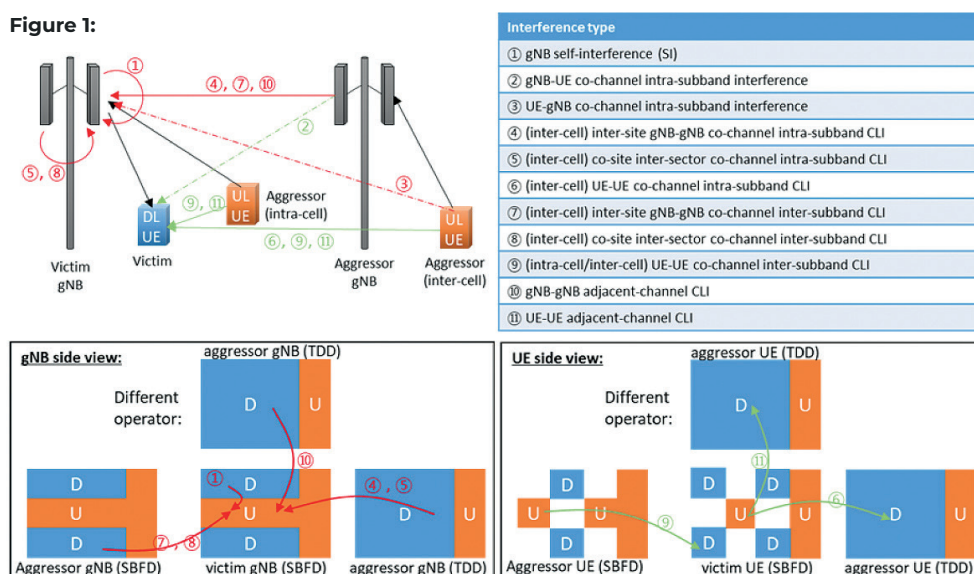 Figure 1:
①
④, ⑦, ⑩
②
③
⑤, ⑧
⑨, ⑪
⑥, ⑨, ⑪
UL
UE
Aggressor
(intra-cell)
DL
UE
UL
UE
Victim
gNB
Victim
Aggressor
gNB
Aggressor
(inter-cell)
Interference type
① gNB self-interference (SI)
② gNB-UE co-channel intra-subband interference
③ UE-gNB co-channel intra-subband interference
④ (inter-cell) inter-site gNB-gNB co-channel intra-subband CLI
⑤ (inter-cell) co-site inter-sector co-channel intra-subband CLI
⑥ (inter-cell) UE-UE co-channel intra-subband CLI
⑦ (inter-cell) inter-site gNB-gNB co-channel inter-subband CLI
⑧ (inter-cell) co-site inter-sector co-channel inter-subband CLI
⑨ (intra-cell/inter-cell) UE-UE co-channel inter-subband CLI
⑩ gNB-gNB adjacent-channel CLI
⑪ UE-UE adjacent-channel CLI
gNB side view:
aggressor gNB (TDD)
Different
operator:
D
U
⑩
D
U
D
⑦, ⑧
①
D
U
D
④, ⑤
D
U
Aggressor gNB (SBFD)
victim gNB (SBFD)
aggressor gNB (TDD)
UE side view:
aggressor UE (TDD)
Different
operator:
D
U
⑪
D
U
U
D
⑨
D
D
U
U
D
D
⑥
D
U
Aggressor UE (SBFD)
victim UE (SBFD)
aggressor UE (TDD)